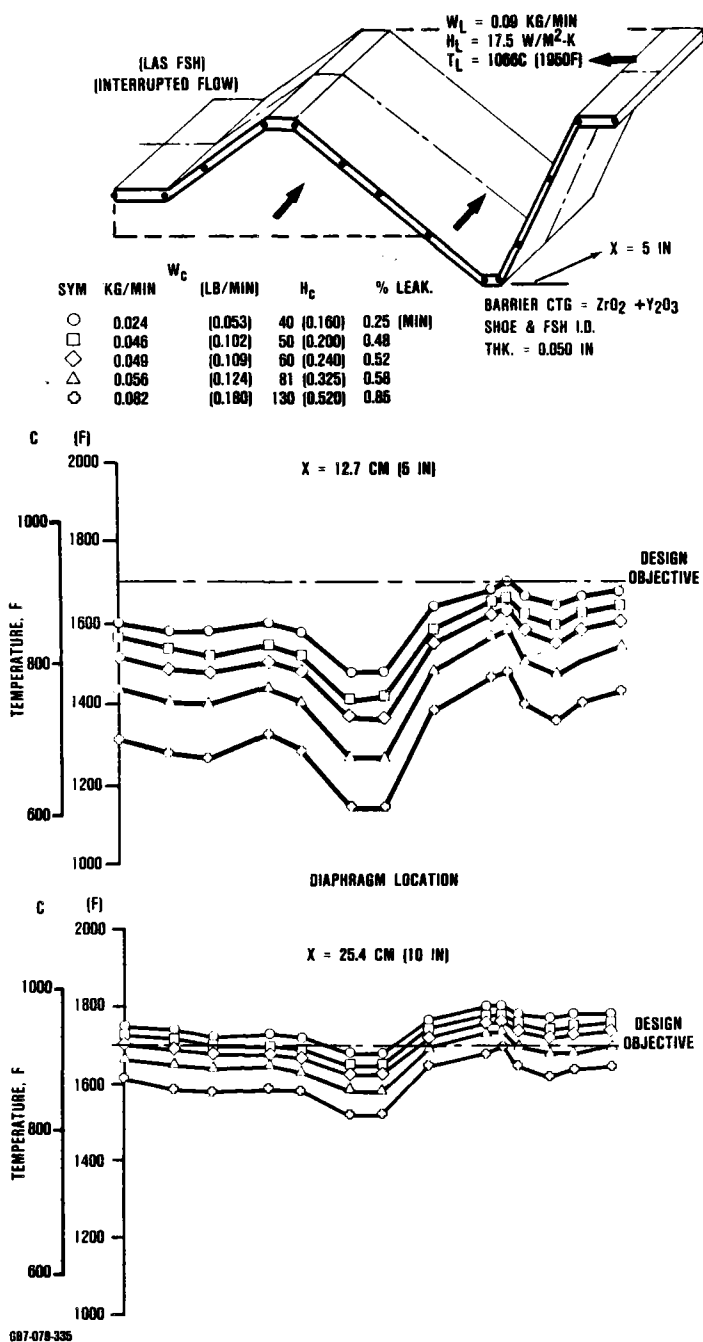 W_L = 0.09 KG/MIN
H_L = 17.5 W/M²-K
T_L = 1066C (1950F)
(LAS FSH)
(INTERRUPTED FLOW)
X = 5 IN
BARRIER CTG = ZrO₂ +Y₂O₃
SHOE & FSH I.D.
THK. = 0.050 IN
W_C
SYM KG/MIN (LB/MIN) H_C % LEAK.
○ 0.024 (0.053) 40 (0.160) 0.25 (MIN)
□ 0.046 (0.102) 50 (0.200) 0.48
◇ 0.049 (0.109) 60 (0.240) 0.52
△ 0.056 (0.124) 81 (0.325) 0.58
0.082 (0.180) 130 (0.520) 0.85
C (F)
X = 12.7 CM (5 IN)
2000
1000
1800
DESIGN
OBJECTIVE
1600
800
1400
1200
600
1000
TEMPERATURE, F
DIAPHRAGM LOCATION
C (F)
X = 25.4 CM (10 IN)
2000
1000
1800
DESIGN
OBJECTIVE
1600
800
1400
1200
600
1000
TEMPERATURE, F
GB7-078-335